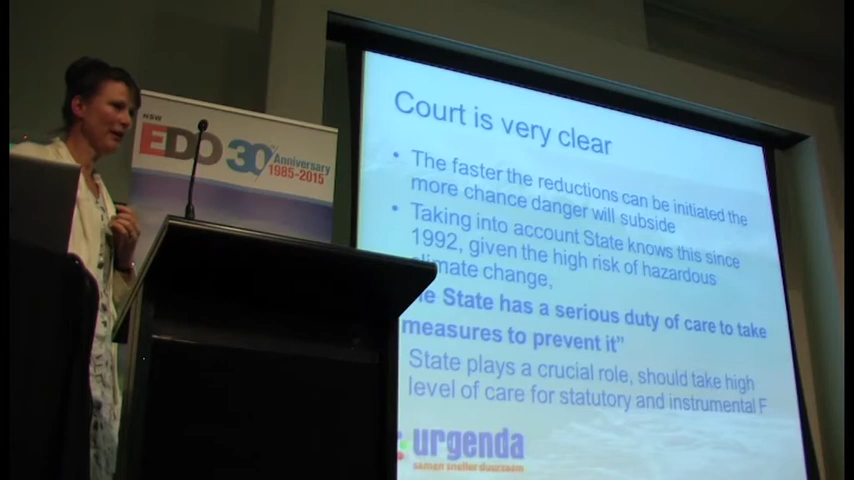 NSW
EDO 30th Anniversary
1985-2015
Court is very clear
• The faster the reductions can be initiated the
more chance danger will subside
• Taking into account State knows this since
1992, given the high risk of hazardous
climate change,
State has a serious duty of care to take
measures to prevent it”
State plays a crucial role, should take high
level of care for statutory and instrumental F
urgenda
samen sneller duurzaam